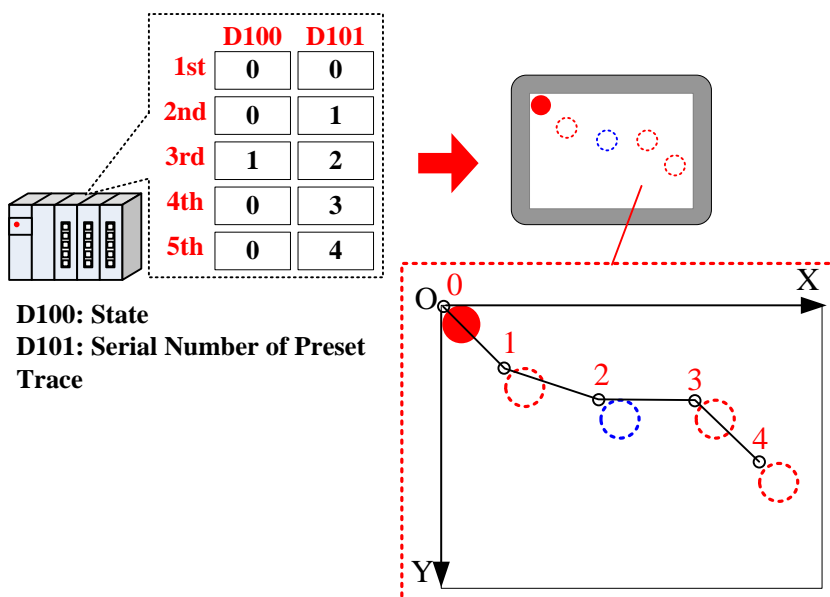 D100 D101
1st 0 0
2nd 0 1
3rd 1 2
4th 0 3
5th 0 4
D100: State
D101: Serial Number of Preset
Trace
0
O
X
1
2
3
4
Y